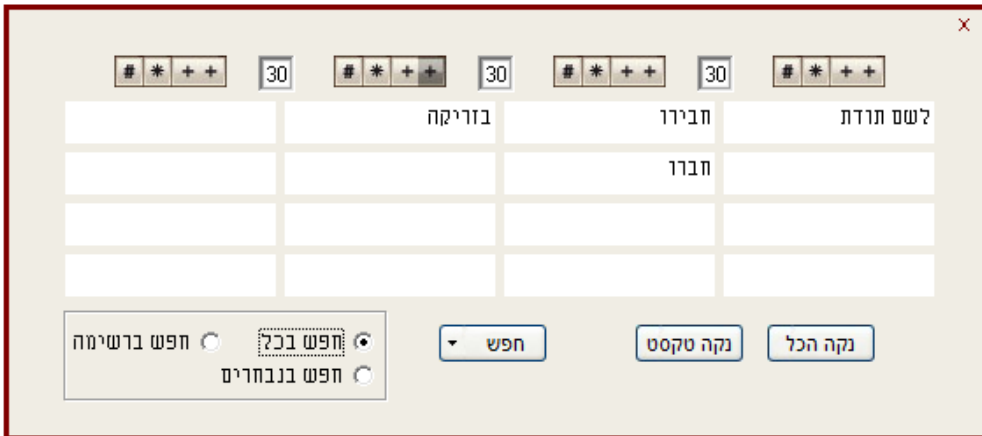 # * + + 30 # * + + 30 # * + + 30 # * + +
לשם תודת חבירו בזריקה
חברו
נקה הכל נקה טקסט חפש חפש בכל חפש ברשימה
חפש בנבחרים